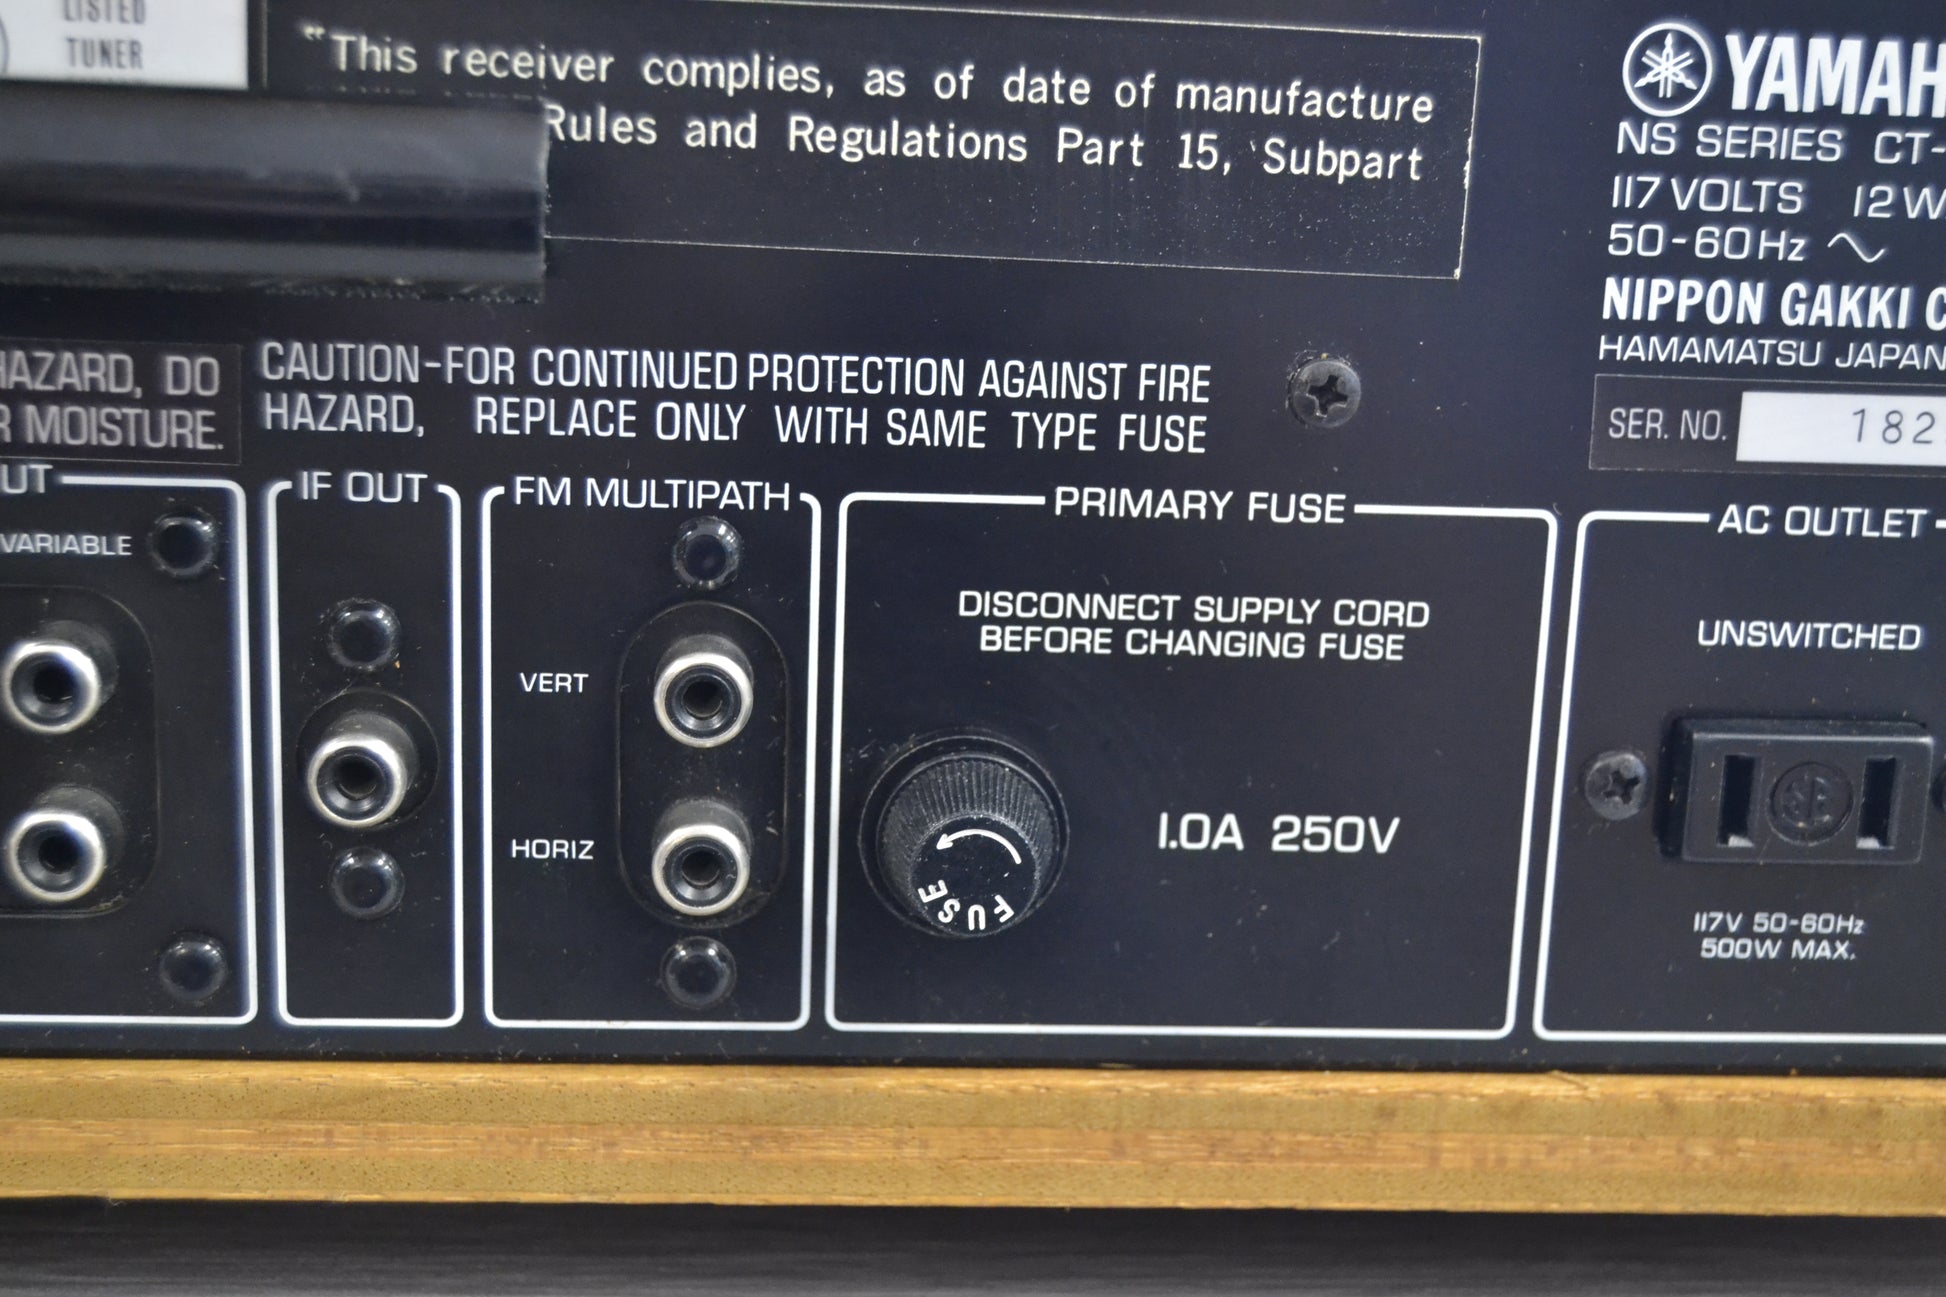 LISTED
TUNER
"This receiver complies, as of date of manufacture
Rules and Regulations Part 15, Subpart
YAMAH
NS SERIES CT-
117 VOLTS 12W
50-60Hz
NIPPON GAKKI C
HAMAMATSU JAPAN
SER. NO. 182
HAZARD, DO
R MOISTURE.
CAUTION-FOR CONTINUED PROTECTION AGAINST FIRE
HAZARD, REPLACE ONLY WITH SAME TYPE FUSE
UT
VARIABLE
IF OUT
FM MULTIPATH
VERT
HORIZ
PRIMARY FUSE
DISCONNECT SUPPLY CORD
BEFORE CHANGING FUSE
FUSE
1.0A 250V
AC OUTLET
UNSWITCHED
117V 50-60Hz
500W MAX.